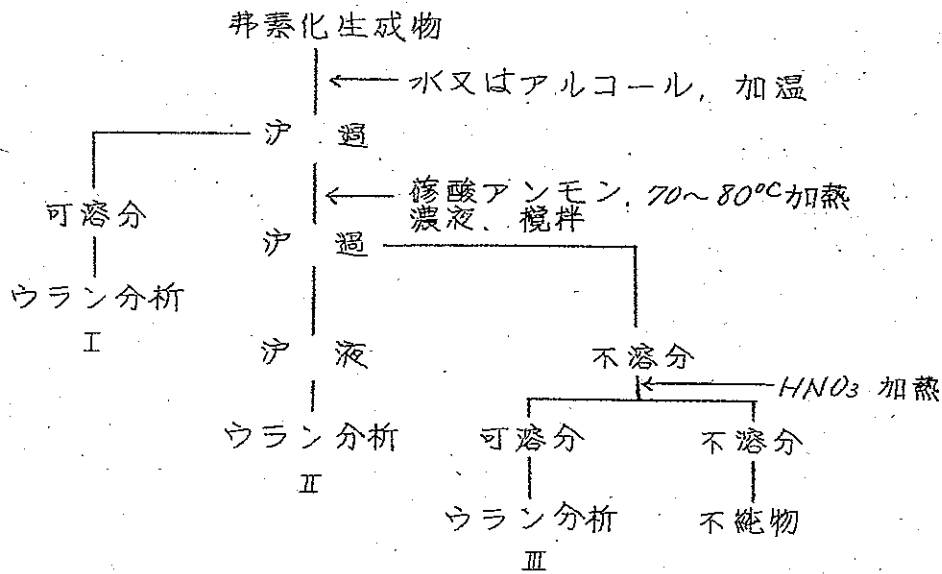 弗素化生成物
水又はアルコール, 加温
沪過
蓚酸アンモン, 70~80°C加熱
濃液、攪拌
可溶分
沪過
ウラン分析
I
沪液
不溶分
HNO3 加熱
ウラン分析
II
可溶分
不溶分
ウラン分析
III
不純物